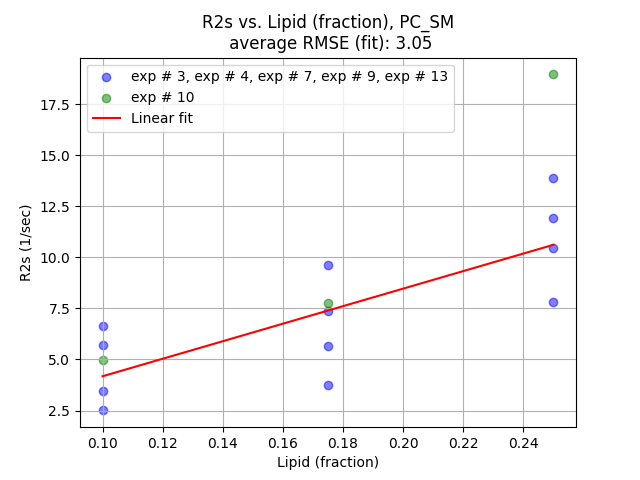 R2s vs. Lipid (fraction), PC_SM
average RMSE (fit): 3.05
exp # 3, exp # 4, exp # 7, exp # 9, exp # 13
exp # 10
Linear fit
17.5
15.0
12.5
10.0
7.5
5.0
2.5
R2s (1/sec)
0.10 0.12 0.14 0.16 0.18 0.20 0.22 0.24
Lipid (fraction)